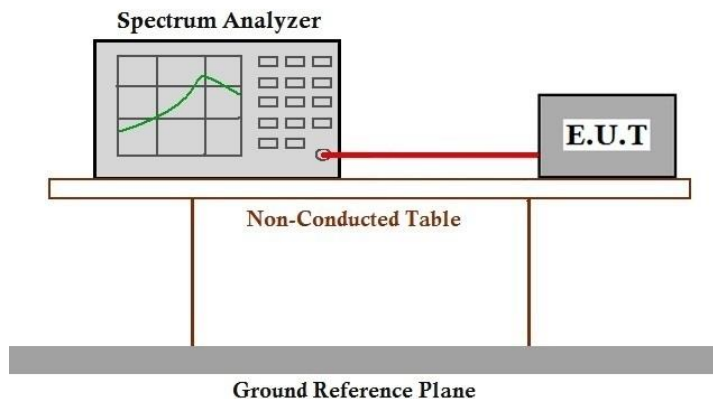 Spectrum Analyzer
E.U.T
Non-Conducted Table
Ground Reference Plane